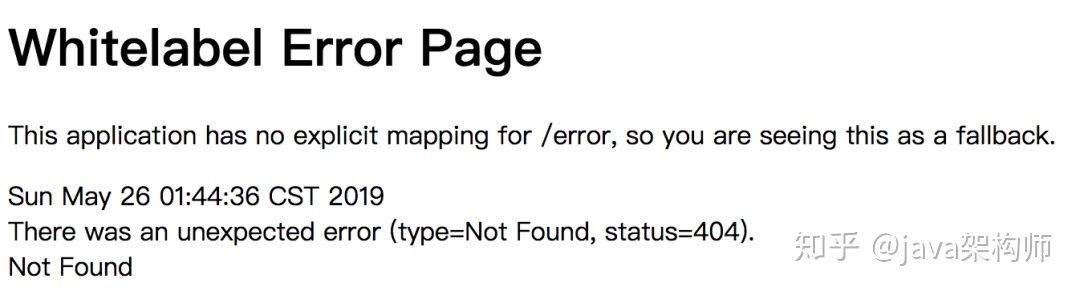 Whitelabel Error Page
This application has no explicit mapping for /error, so you are seeing this as a fallback.
Sun May 26 01:44:36 CST 2019
There was an unexpected error (type=Not Found, status=404).
Not Found
知乎 @java架构师